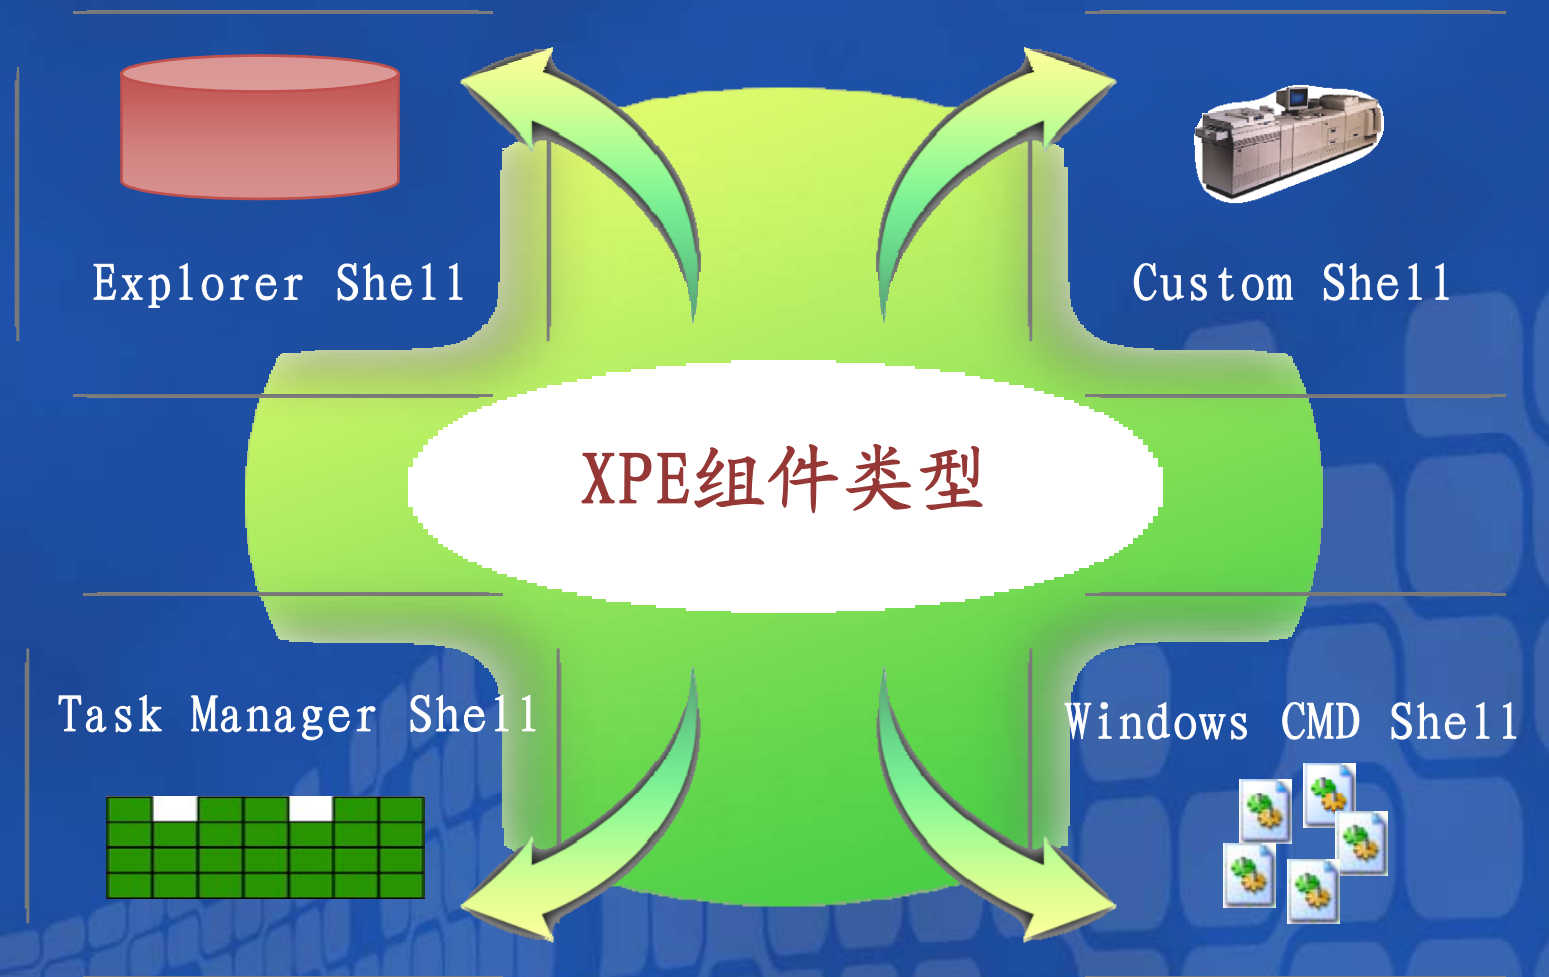 Explorer Shell
Custom Shell
XPE组件类型
Task Manager Shell
Windows CMD Shell